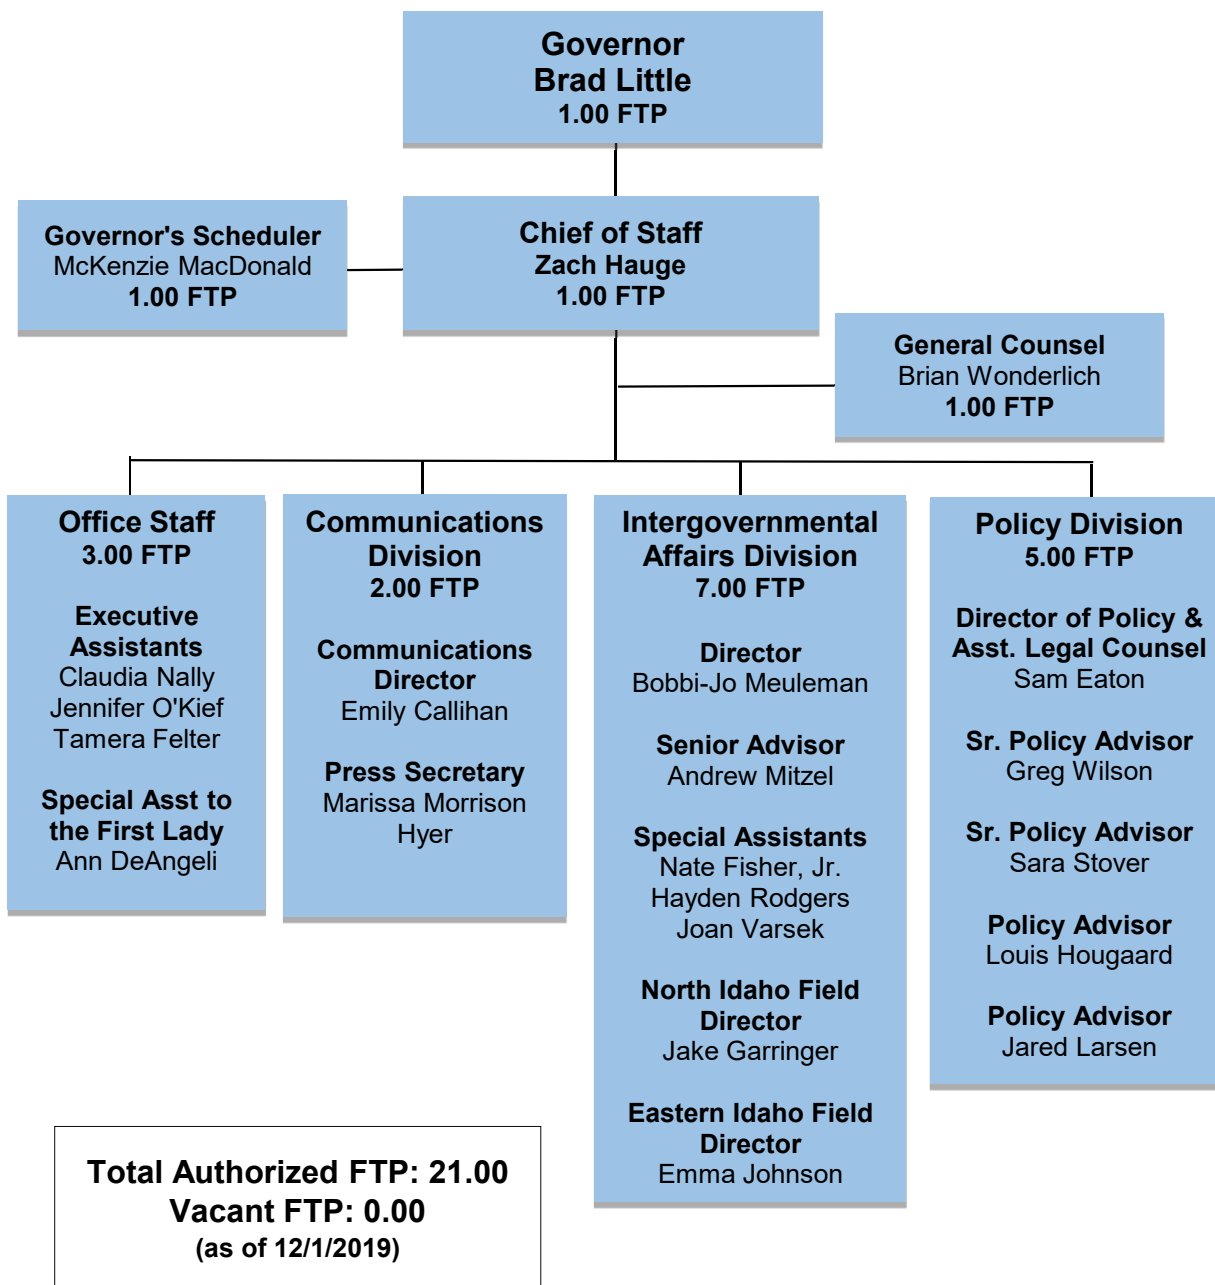 Governor
Brad Little
1.00 FTP
Governor's Scheduler
McKenzie MacDonald
1.00 FTP
Chief of Staff
Zach Hauge
1.00 FTP
General Counsel
Brian Wonderlich
1.00 FTP
Office Staff
3.00 FTP
Executive
Assistants
Claudia Nally
Jennifer O'Kief
Tamera Felter
Special Asst to
the First Lady
Ann DeAngeli
Communications
Division
2.00 FTP
Communications
Director
Emily Callihan
Press Secretary
Marissa Morrison
Hyer
Intergovernmental
Affairs Division
7.00 FTP
Director
Bobbi-Jo Meuleman
Senior Advisor
Andrew Mitzel
Special Assistants
Nate Fisher, Jr.
Hayden Rodgers
Joan Varsek
North Idaho Field
Director
Jake Garringer
Eastern Idaho Field
Director
Emma Johnson
Policy Division
5.00 FTP
Director of Policy &
Asst. Legal Counsel
Sam Eaton
Sr. Policy Advisor
Greg Wilson
Sr. Policy Advisor
Sara Stover
Policy Advisor
Louis Hougaard
Policy Advisor
Jared Larsen
Total Authorized FTP: 21.00
Vacant FTP: 0.00
(as of 12/1/2019)